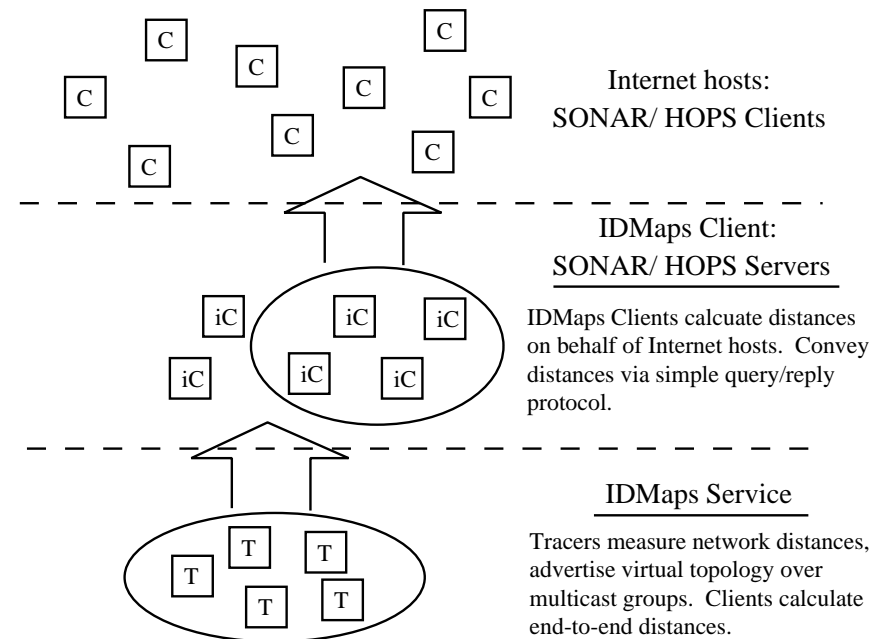 C
C
C
Internet hosts:
C
C
C
SONAR/ HOPS Clients
C
C
C
IDMaps Client:
SONAR/ HOPS Servers
iC
iC
iC
IDMaps Clients calcuate distances
on behalf of Internet hosts. Convey
distances via simple query/reply
protocol.
iC
iC
iC
IDMaps Service
T
T
Tracers measure network distances,
advertise virtual topology over
multicast groups. Clients calculate
end-to-end distances.
T
T
T